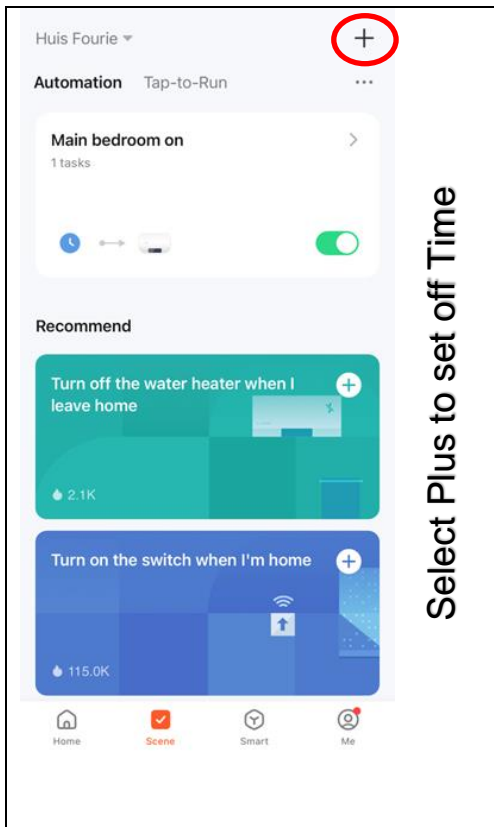 Huis Fourie
Automation Tap-to-Run
Main bedroom on
1 tasks
Recommend
Turn off the water heater when I
leave home
2.1K
Turn on the switch when I'm home
115.0K
Home Scene Smart Me
Select Plus to set off Time